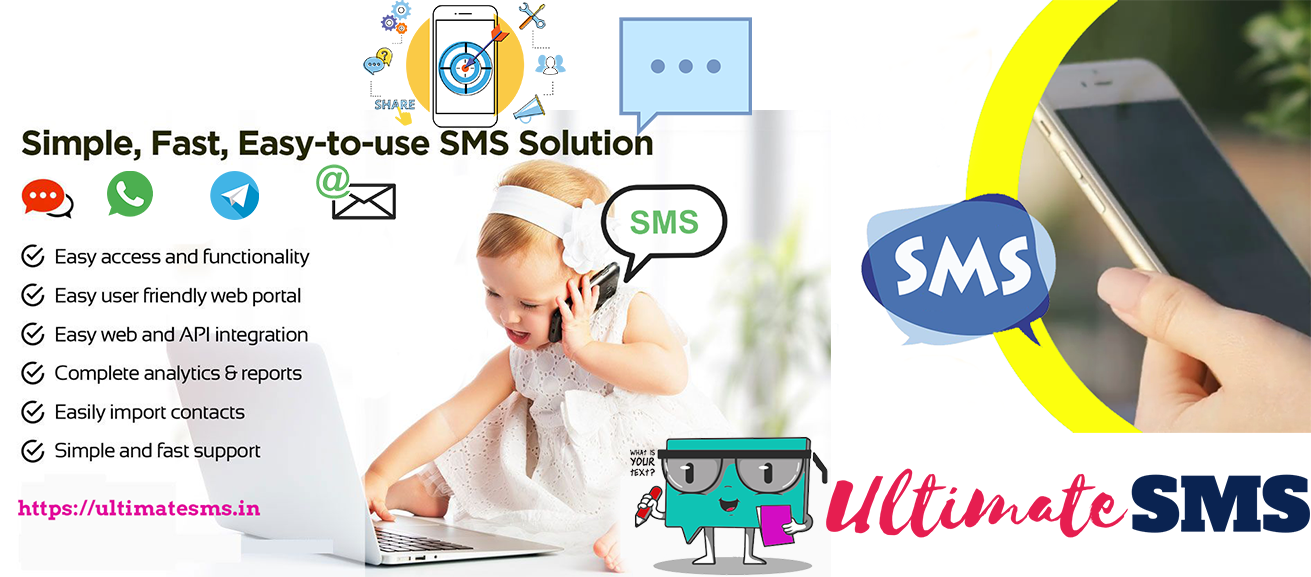 SHARE
Simple, Fast, Easy-to-use SMS Solution
@
SMS
SMS
Easy access and functionality
Easy user friendly web portal
Easy web and API integration
Complete analytics & reports
Easily import contacts
Simple and fast support
https://ultimatesms.in
WHAT IS
YOUR
tEXT?
Ultimate SMS